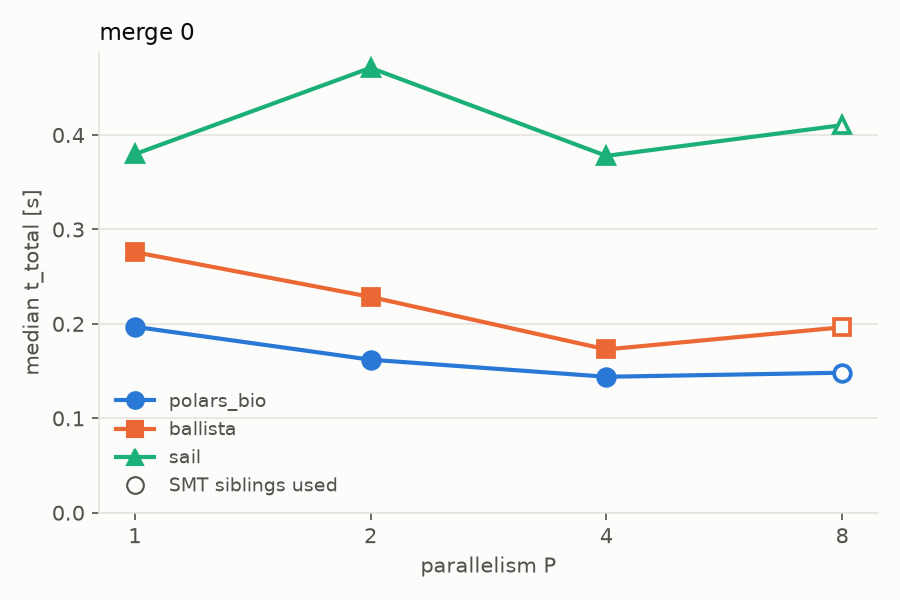 merge 0
median t_total [s]
0.4
0.3
0.2
0.1
0.0
polars_bio
ballista
sail
SMT siblings used
1 2 4 8
parallelism P